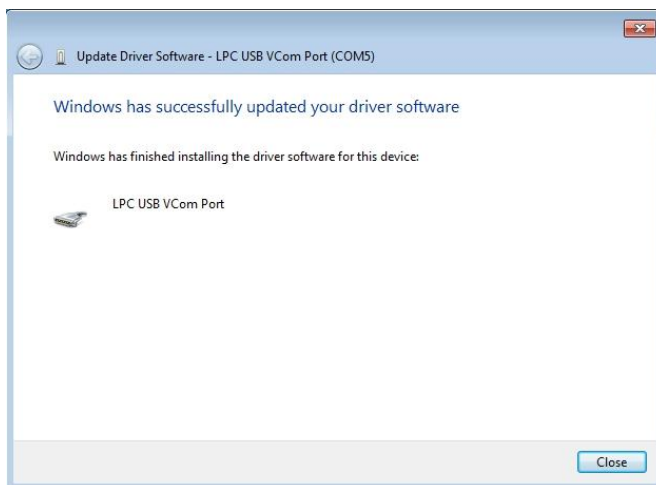 Update Driver Software - LPC USB VCom Port (COM5)
Windows has successfully updated your driver software
Windows has finished installing the driver software for this device:
LPC USB VCom Port
Close